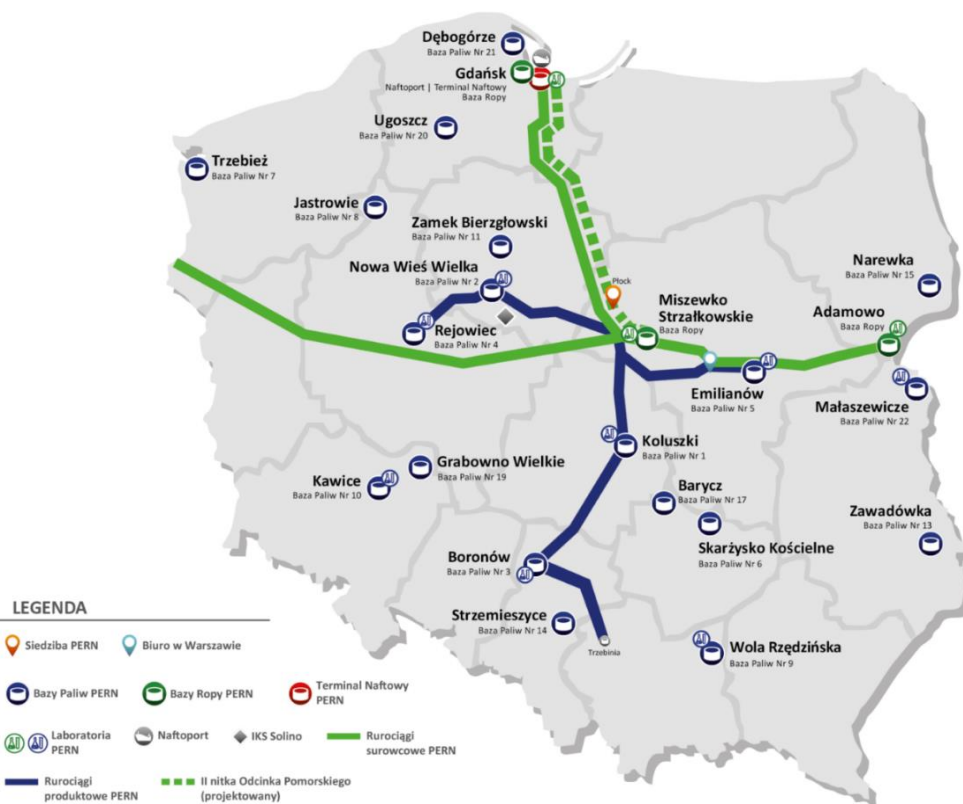 Dębogórze
Baza Paliw Nr 21
Gdańsk
Naftoport | Terminal Naftowy
Baza Ropy
Ugoszcz
Baza Paliw Nr 20
Trzebież
Baza Paliw Nr 7
Jastrowie
Baza Paliw Nr 8
Zamek Bierzgłowski
Baza Paliw Nr 11
Nowa Wieś Wielka
Baza Paliw Nr 2
Narewka
Baza Paliw Nr 15
Płock
Miszewko
Strzałkowskie
Baza Ropy
Adamowo
Baza Ropy
Rejowiec
Baza Paliw Nr 4
Emilianów
Baza Paliw Nr 5
Małaszewicze
Baza Paliw Nr 22
Koluszki
Baza Paliw Nr 1
Grabowno Wielkie
Baza Paliw Nr 19
Kawice
Baza Paliw Nr 10
Barycz
Baza Paliw Nr 17
Zawadówka
Baza Paliw Nr 13
Skarżysko Kościelne
Baza Paliw Nr 6
Boronów
Baza Paliw Nr 3
Strzemieszyce
Baza Paliw Nr 14
Trzebinia
Wola Rzędzińska
Baza Paliw Nr 9
LEGENDA
Siedziba PERN
Biuro w Warszawie
Bazy Paliw PERN
Bazy Ropy PERN
Terminal Naftowy
PERN
Laboratoria
PERN
Naftoport
IKS Solino
Rurociągi
surowcowe PERN
Rurociągi
produktowe PERN
II nitka Odcinka Pomorskiego
(projektowany)